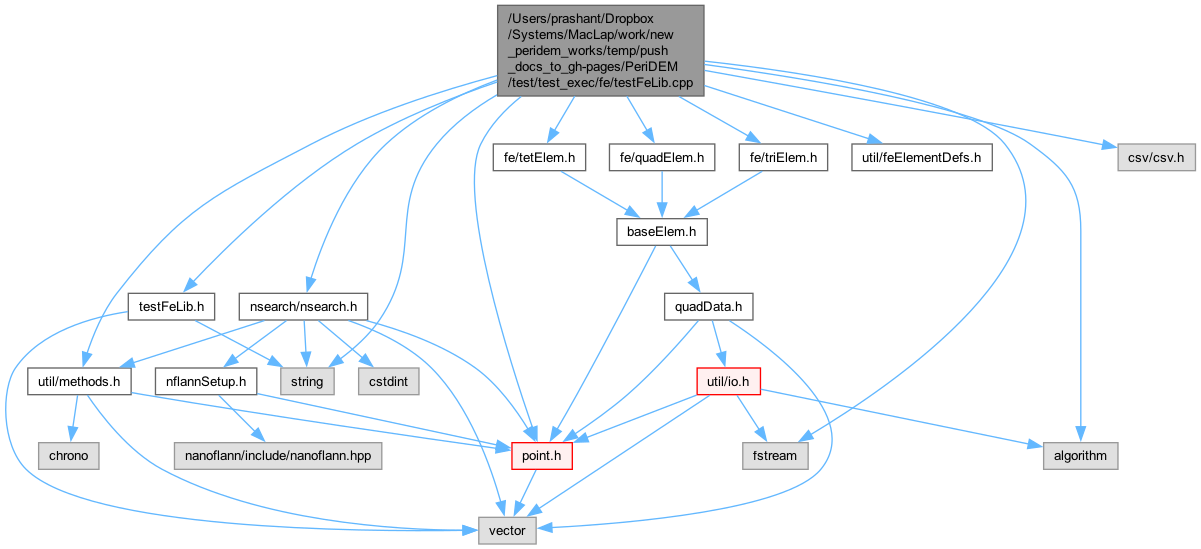 /Users/prashant/Dropbox
/Systems/MacLap/work/new
_peridem_works/temp/push
_docs_to_gh-pages/PeriDEM
/test/test_exec/fe/testFeLib.cpp
fe/tetElem.h
fe/quadElem.h
fe/triElem.h
util/feElementDefs.h
csv/csv.h
baseElem.h
testFeLib.h
nsearch/nsearch.h
quadData.h
util/methods.h
nflannSetup.h
string
cstdint
util/io.h
chrono
nanoflann/include/nanoflann.hpp
point.h
fstream
algorithm
vector